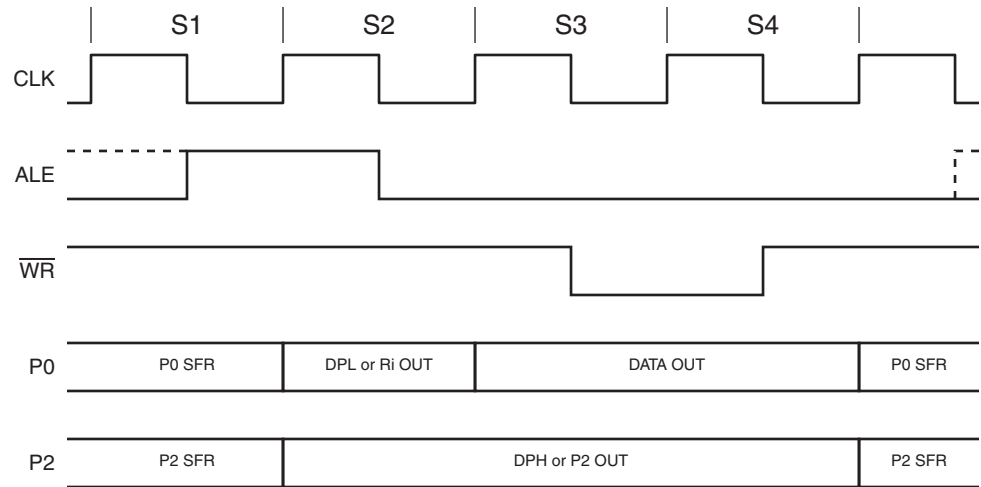 S1 S2 S3 S4
CLK
ALE
W̅R̅
P0 P0 SFR DPL or Ri OUT DATA OUT P0 SFR
P2 P2 SFR DPH or P2 OUT P2 SFR